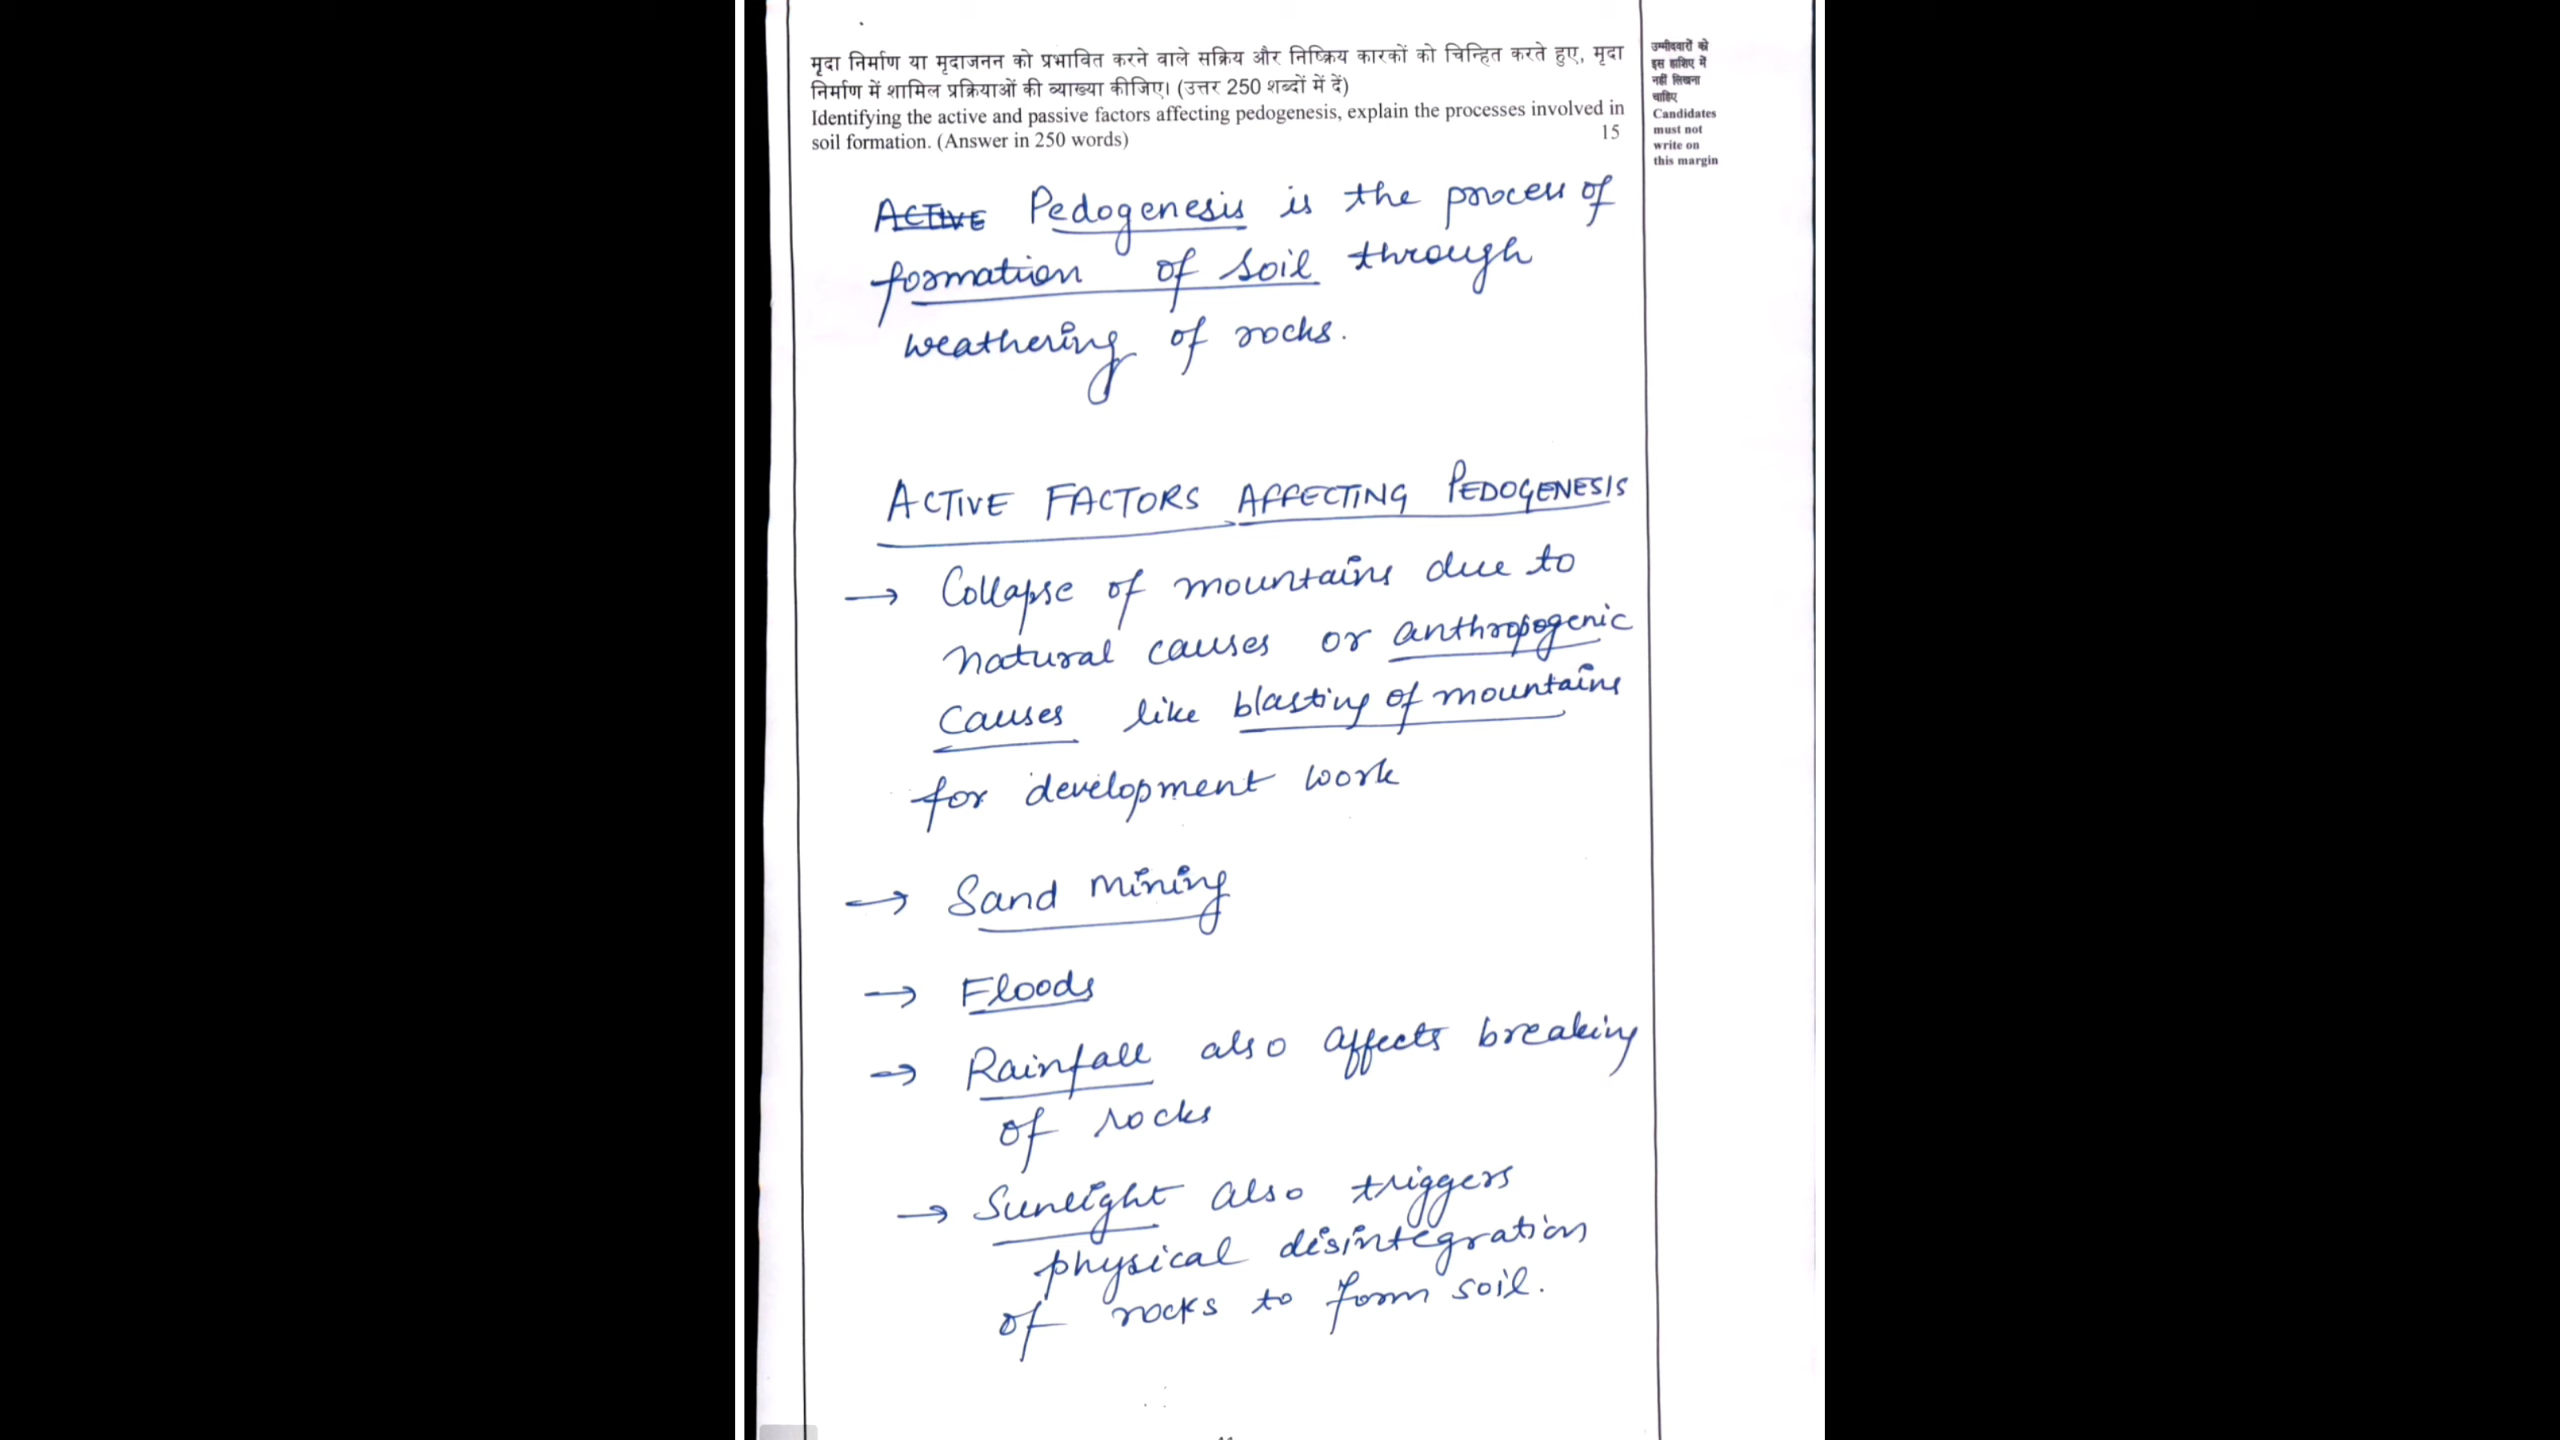 मृदा निर्माण या मृदाजनन को प्रभावित करने वाले सक्रिय और निष्क्रिय कारकों को चिन्हित करते हुए, मृदा
निर्माण में शामिल प्रक्रियाओं की व्याख्या कीजिए। (उत्तर 250 शब्दों में दें)
Identifying the active and passive factors affecting pedogenesis, explain the processes involved in
soil formation. (Answer in 250 words) 15
उम्मीदवारों को
इस हाशिए में
नहीं लिखना
चाहिए
Candidates
must not
write on
this margin
ACTIVE Pedogenesis is the process of
formation of soil through
weathering of rocks.
ACTIVE FACTORS AFFECTING PEDOGENESIS
→ Collapse of mountains due to
natural causes or anthropogenic
causes like blasting of mountains
for development work
→ Sand mining
→ Floods
→ Rainfall also affects breaking
of rocks
→ Sunlight also triggers
physical disintegration
of rocks to form soil.